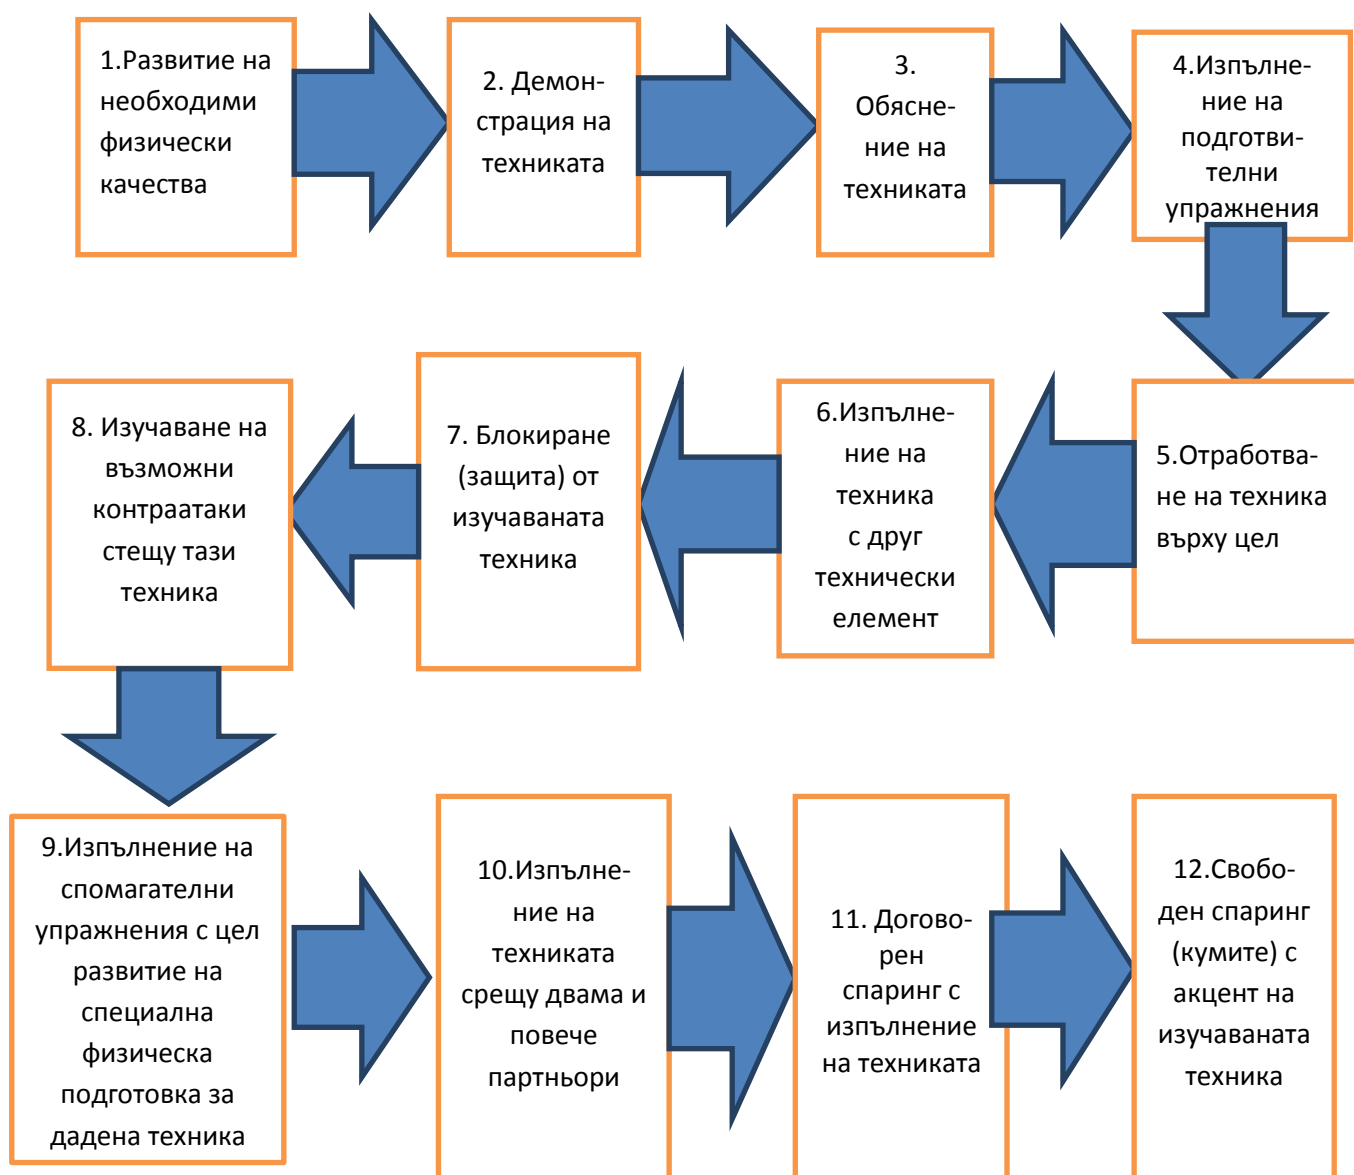 1.Развитие на
необходими
физически
качества
2. Демон-
страция на
техниката
3.
Обясне-
ние на
техниката
4.Изпълне-
ние на
подготви-
телни
упражнения
5.Отработва-
не на техника
върху цел
6.Изпълне-
ние на
техника
с друг
технически
елемент
7. Блокиране
(защита) от
изучаваната
техника
8. Изучаване на
възможни
контраатаки
стещу тази
техника
9.Изпълнение на
спомагателни
упражнения с цел
развитие на
специална
физическа
подготовка за
дадена техника
10.Изпълне-
ние на
техниката
срещу двама и
повече
партньори
11. Догово-
рен
спаринг с
изпълнение
на техниката
12.Свобо-
ден спаринг
(кумите) с
акцент на
изучаваната
техника